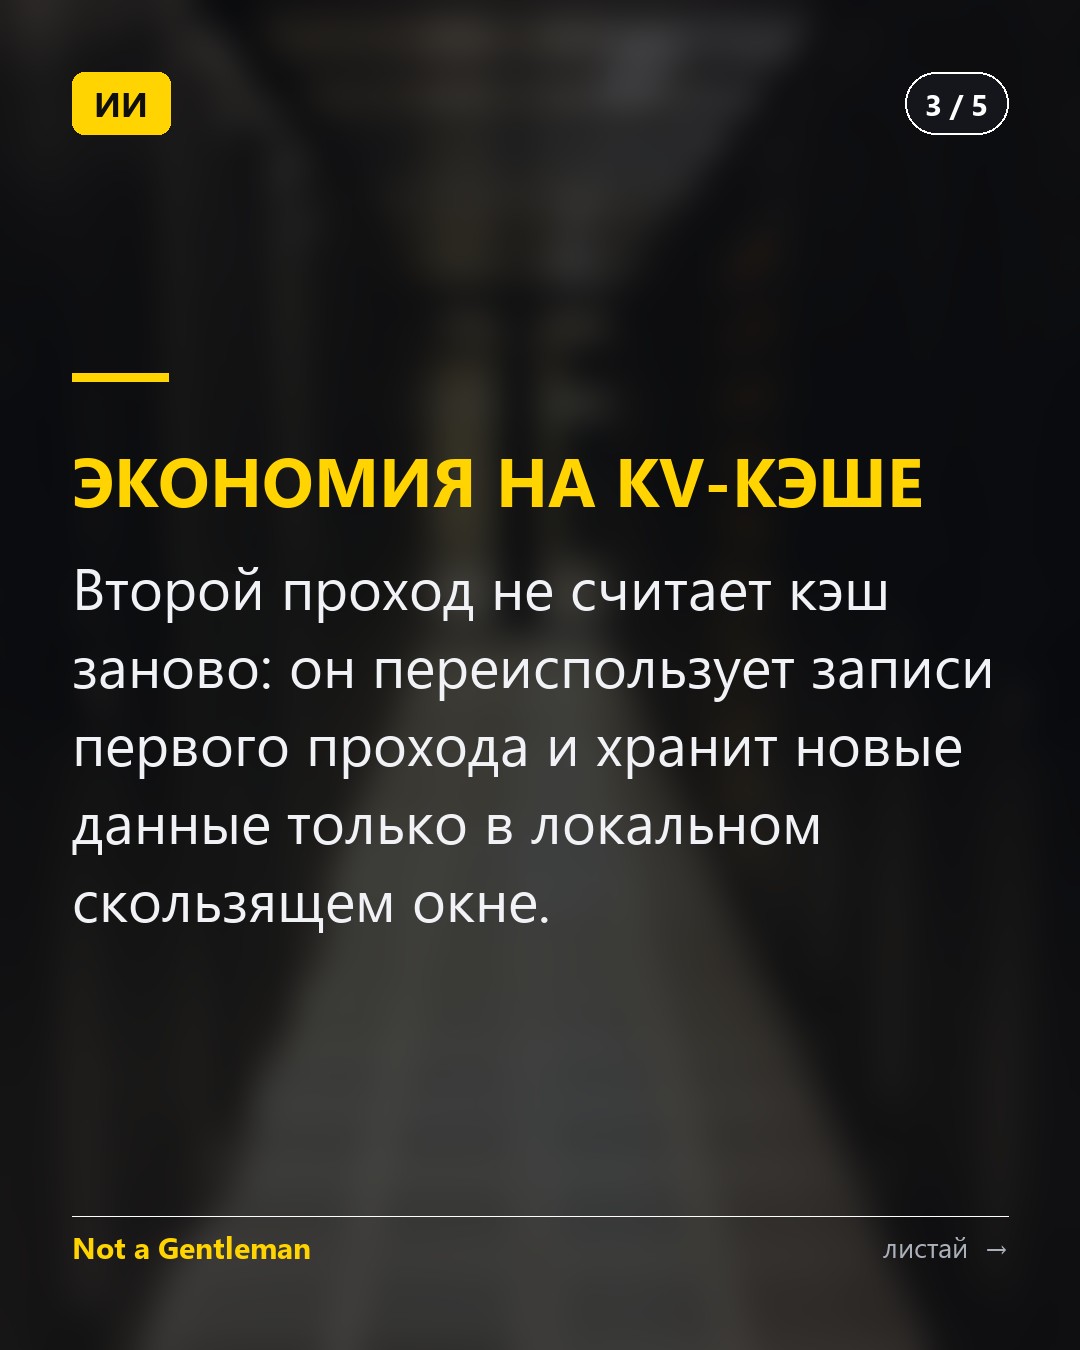 ИИ
3 / 5
ЭКОНОМИЯ НА KV-КЭШЕ
Второй проход не считает кэш
заново: он переиспользует записи
первого прохода и хранит новые
данные только в локальном
скользящем окне.
Not a Gentleman
листай →